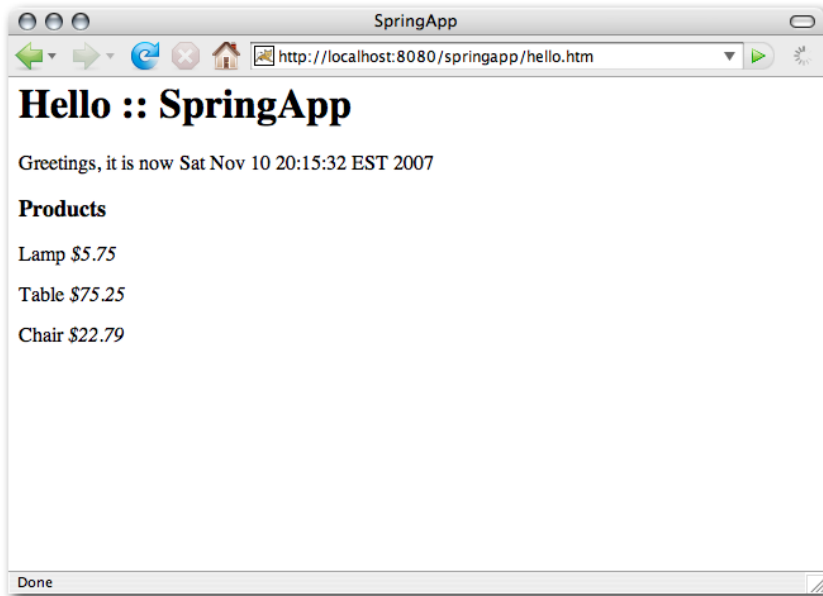 SpringApp
http://localhost:8080/springapp/hello.htm
Hello :: SpringApp
Greetings, it is now Sat Nov 10 20:15:32 EST 2007
Products
Lamp $5.75
Table $75.25
Chair $22.79
Done